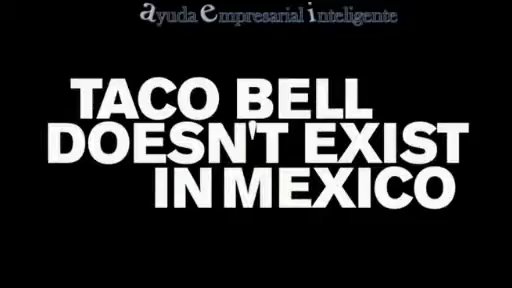 ayuda Empresarial inteligente
TACO BELL
DOESN'T EXIST
IN MEXICO